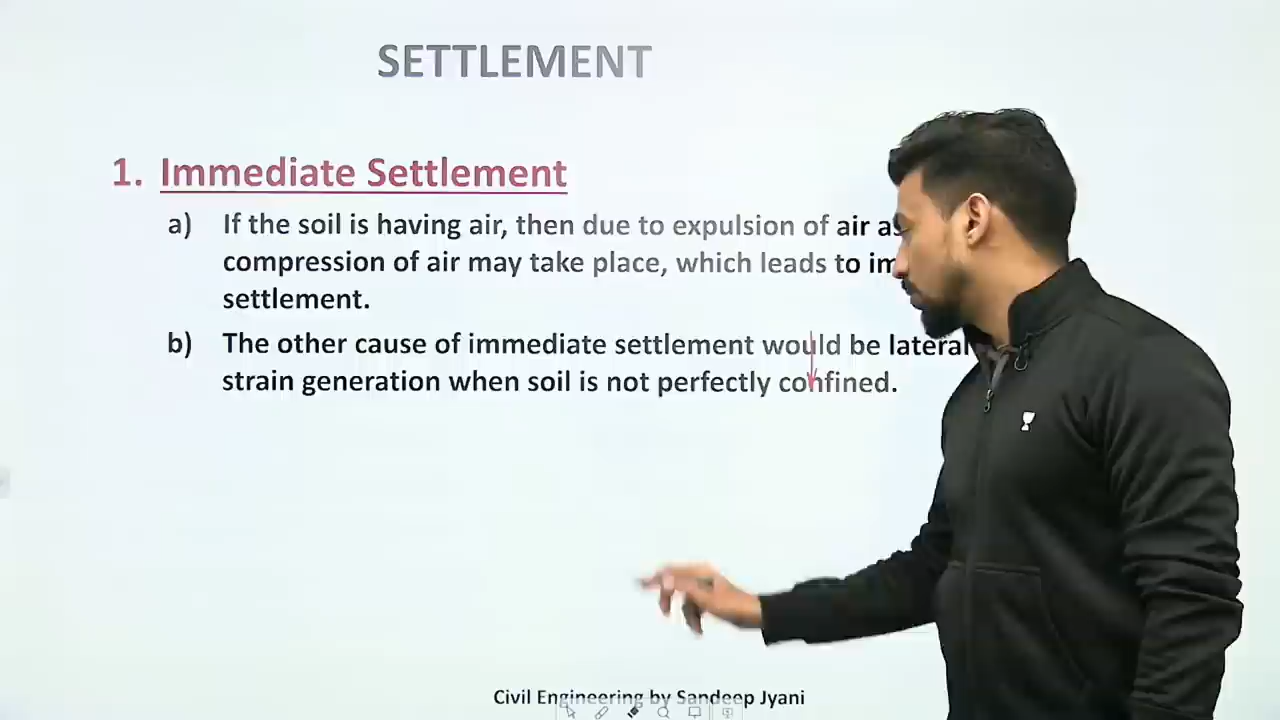 SETTLEMENT
1. Immediate Settlement
a) If the soil is having air, then due to expulsion of air
compression of air may take place, which leads to
settlement.
b) The other cause of immediate settlement would be lateral
strain generation when soil is not perfectly confined.
Civil Engineering by Sandeep Jyani